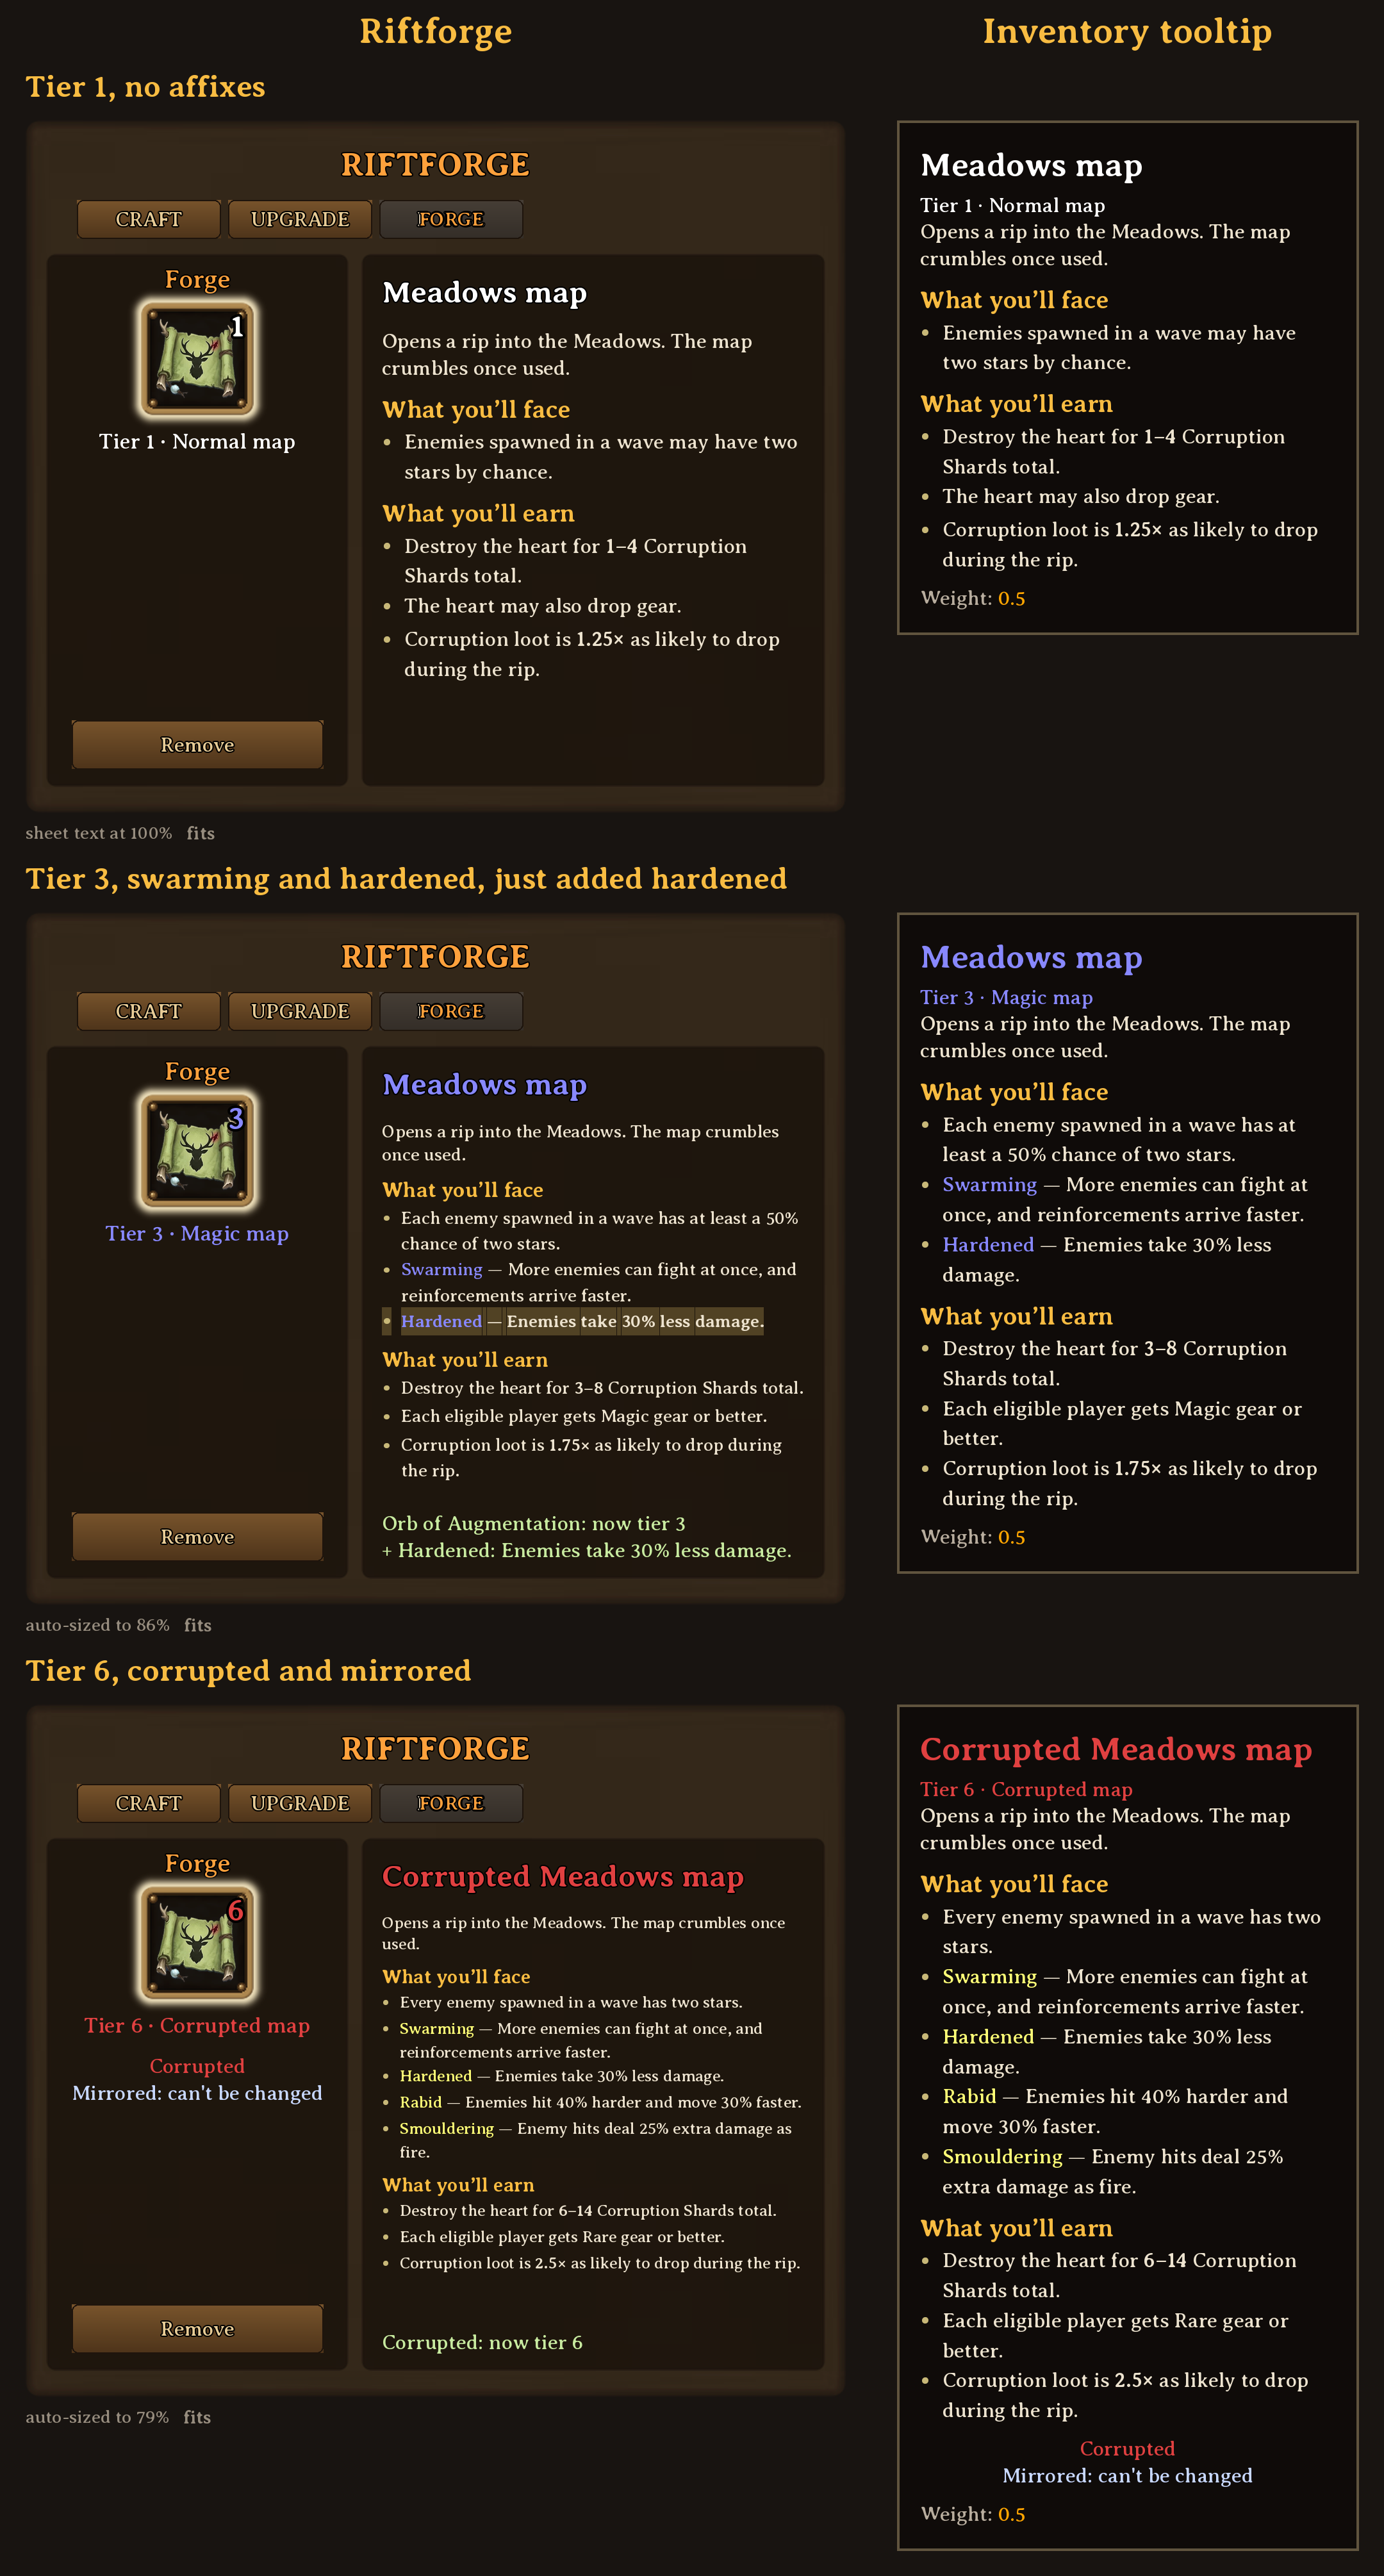 Riftforge
Inventory tooltip
Tier 1, no affixes
RIFTFORGE
CRAFT
UPGRADE
FORGE
Forge
1
Tier 1 · Normal map
Remove
Meadows map
Opens a rip into the Meadows. The map
crumbles once used.
What you’ll face
• Enemies spawned in a wave may have two
stars by chance.
What you’ll earn
• Destroy the heart for 1–4 Corruption
Shards total.
• The heart may also drop gear.
• Corruption loot is 1.25× as likely to drop
during the rip.
sheet text at 100% fits
Meadows map
Tier 1 · Normal map
Opens a rip into the Meadows. The map
crumbles once used.
What you’ll face
• Enemies spawned in a wave may have
two stars by chance.
What you’ll earn
• Destroy the heart for 1–4 Corruption
Shards total.
• The heart may also drop gear.
• Corruption loot is 1.25× as likely to drop
during the rip.
Weight: 0.5
Tier 3, swarming and hardened, just added hardened
RIFTFORGE
CRAFT
UPGRADE
FORGE
Forge
3
Tier 3 · Magic map
Remove
Meadows map
Opens a rip into the Meadows. The map crumbles
once used.
What you’ll face
• Each enemy spawned in a wave has at least a 50%
chance of two stars.
• Swarming — More enemies can fight at once, and
reinforcements arrive faster.
• Hardened — Enemies take 30% less damage.
What you’ll earn
• Destroy the heart for 3–8 Corruption Shards total.
• Each eligible player gets Magic gear or better.
• Corruption loot is 1.75× as likely to drop during
the rip.
Orb of Augmentation: now tier 3
+ Hardened: Enemies take 30% less damage.
auto-sized to 86% fits
Meadows map
Tier 3 · Magic map
Opens a rip into the Meadows. The map
crumbles once used.
What you’ll face
• Each enemy spawned in a wave has at
least a 50% chance of two stars.
• Swarming — More enemies can fight at
once, and reinforcements arrive faster.
• Hardened — Enemies take 30% less
damage.
What you’ll earn
• Destroy the heart for 3–8 Corruption
Shards total.
• Each eligible player gets Magic gear or
better.
• Corruption loot is 1.75× as likely to drop
during the rip.
Weight: 0.5
Tier 6, corrupted and mirrored
RIFTFORGE
CRAFT
UPGRADE
FORGE
Forge
6
Tier 6 · Corrupted map
Corrupted
Mirrored: can't be changed
Remove
Corrupted Meadows map
Opens a rip into the Meadows. The map crumbles once
used.
What you’ll face
• Every enemy spawned in a wave has two stars.
• Swarming — More enemies can fight at once, and
reinforcements arrive faster.
• Hardened — Enemies take 30% less damage.
• Rabid — Enemies hit 40% harder and move 30% faster.
• Smouldering — Enemy hits deal 25% extra damage as
fire.
What you’ll earn
• Destroy the heart for 6–14 Corruption Shards total.
• Each eligible player gets Rare gear or better.
• Corruption loot is 2.5× as likely to drop during the rip.
Corrupted: now tier 6
auto-sized to 79% fits
Corrupted Meadows map
Tier 6 · Corrupted map
Opens a rip into the Meadows. The map
crumbles once used.
What you’ll face
• Every enemy spawned in a wave has two
stars.
• Swarming — More enemies can fight at
once, and reinforcements arrive faster.
• Hardened — Enemies take 30% less
damage.
• Rabid — Enemies hit 40% harder and
move 30% faster.
• Smouldering — Enemy hits deal 25%
extra damage as fire.
What you’ll earn
• Destroy the heart for 6–14 Corruption
Shards total.
• Each eligible player gets Rare gear or
better.
• Corruption loot is 2.5× as likely to drop
during the rip.
Corrupted
Mirrored: can't be changed
Weight: 0.5